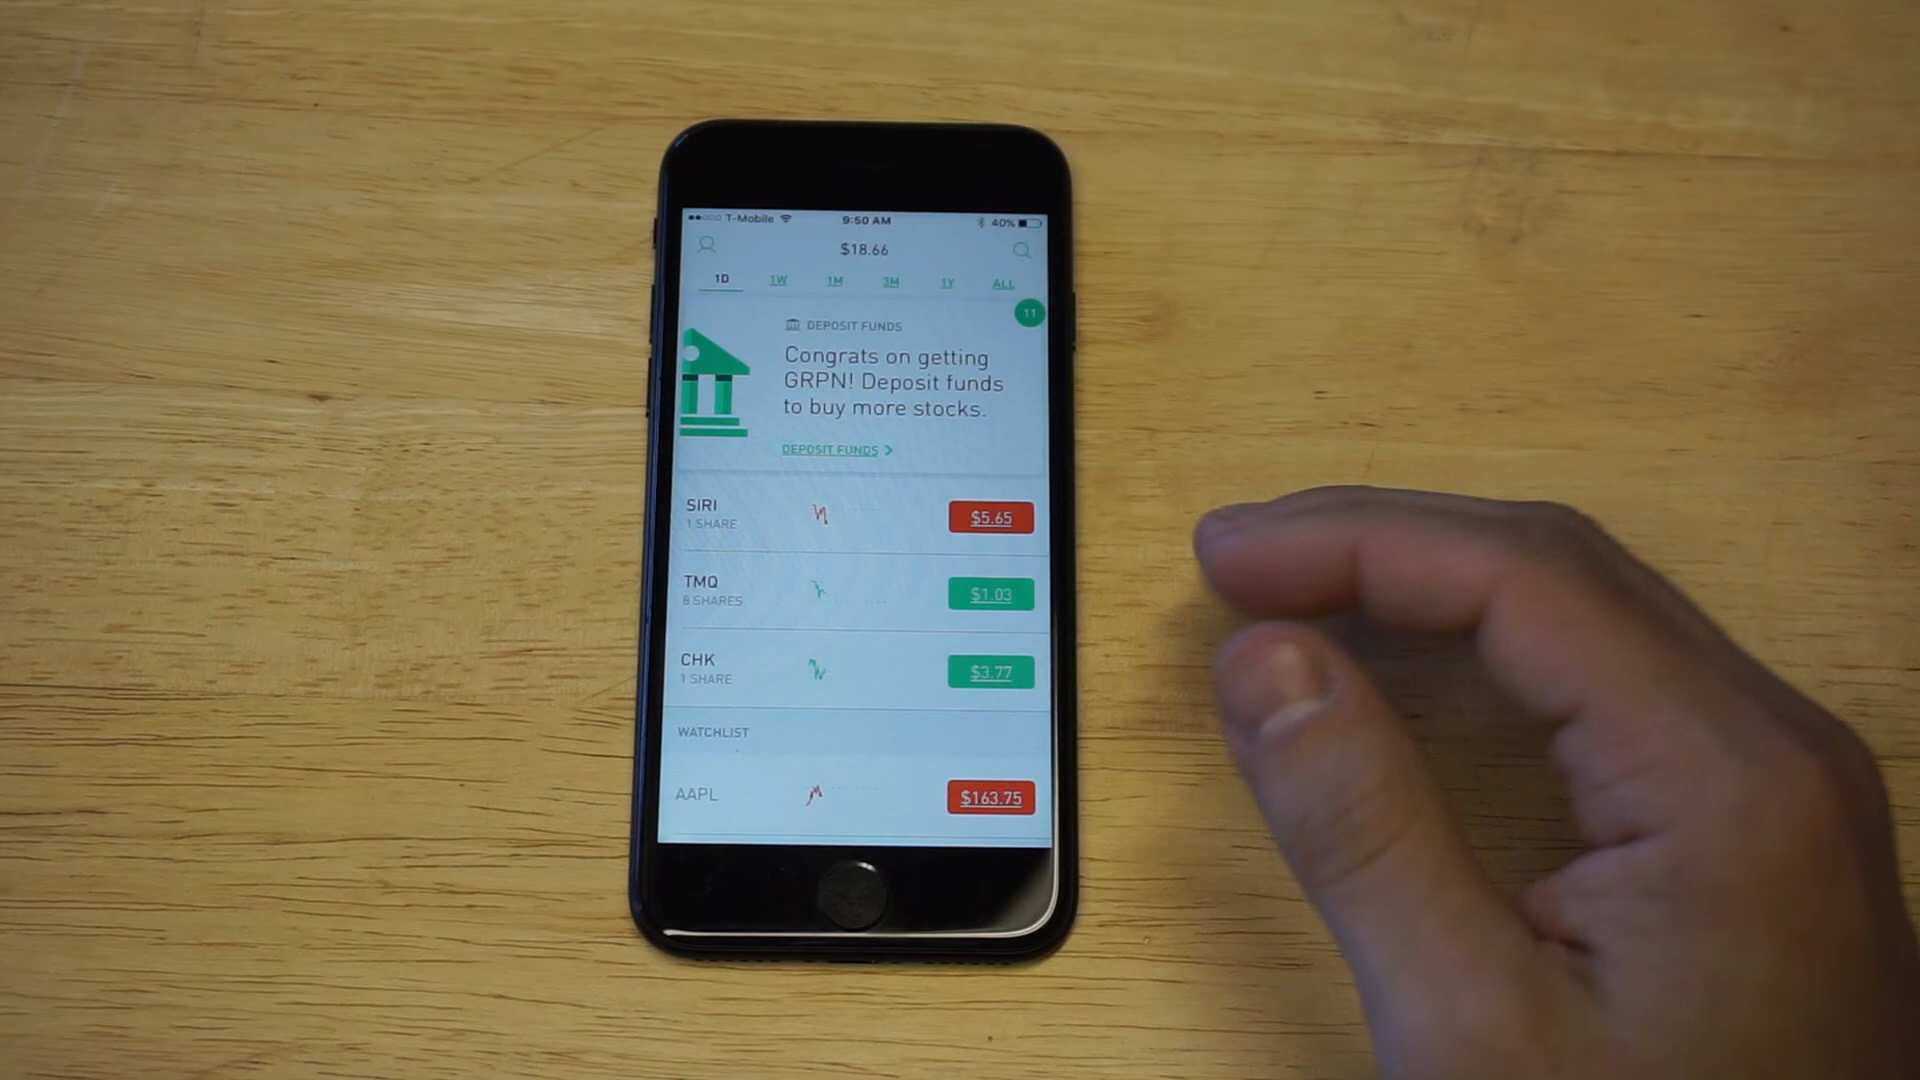 T-Mobile 9:50 AM 40%
$18.66
1D 1W 1M 3M 1Y ALL
11
DEPOSIT FUNDS
Congrats on getting
GRPN! Deposit funds
to buy more stocks.
DEPOSIT FUNDS >
SIRI
1 SHARE
$5.65
TMQ
8 SHARES
$1.03
CHK
1 SHARE
$3.77
WATCHLIST
AAPL
$163.75